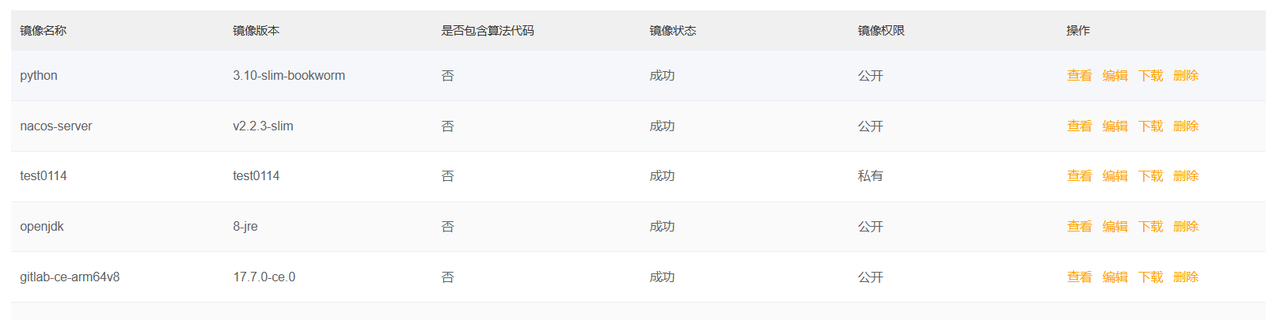 镜像名称 镜像版本 是否包含算法代码 镜像状态 镜像权限 操作
python 3.10-slim-bookworm 否 成功 公开 查看 编辑 下载 删除
nacos-server v2.2.3-slim 否 成功 公开 查看 编辑 下载 删除
test0114 test0114 否 成功 私有 查看 编辑 下载 删除
openjdk 8-jre 否 成功 公开 查看 编辑 下载 删除
gitlab-ce-arm64v8 17.7.0-ce.0 否 成功 公开 查看 编辑 下载 删除